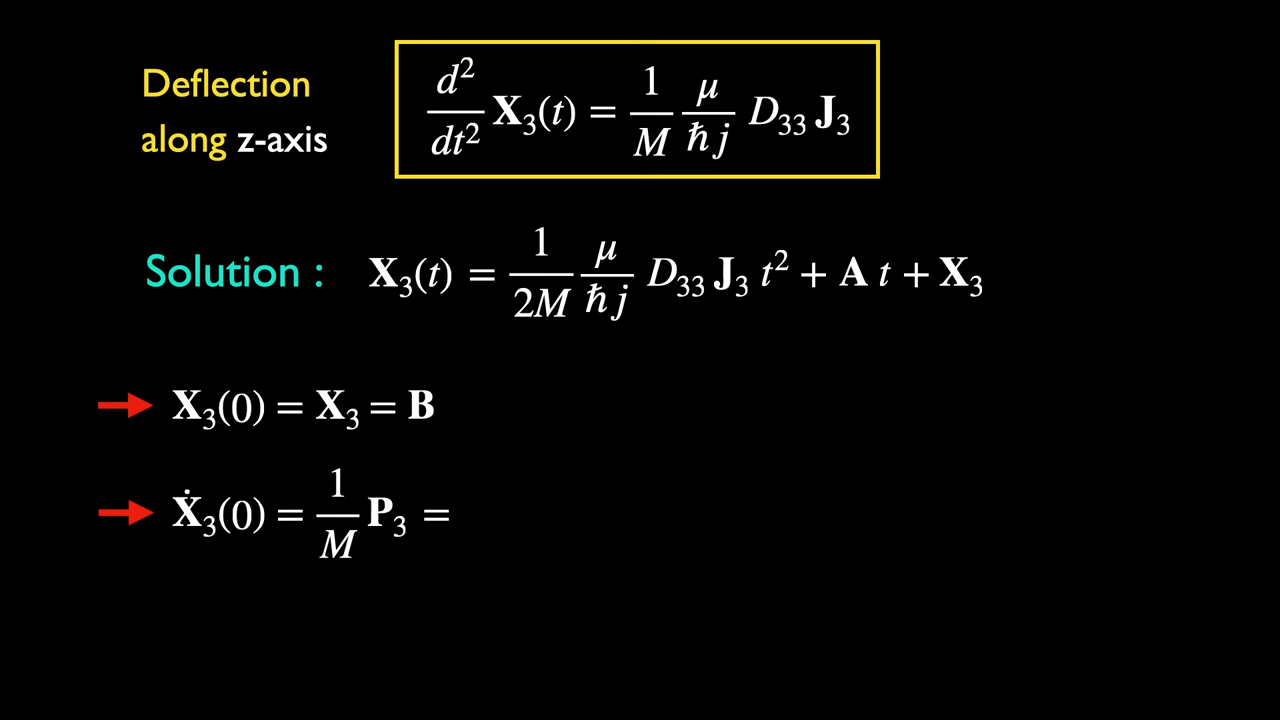 Deflection
along z-axis
d²/dt² X₃(t) = 1/M μ/ħj D₃₃ J₃
Solution : X₃(t) = 1/2M μ/ħj D₃₃ J₃ t² + A t + X₃
X₃(0) = X₃ = B
Ẋ₃(0) = 1/M P₃ =